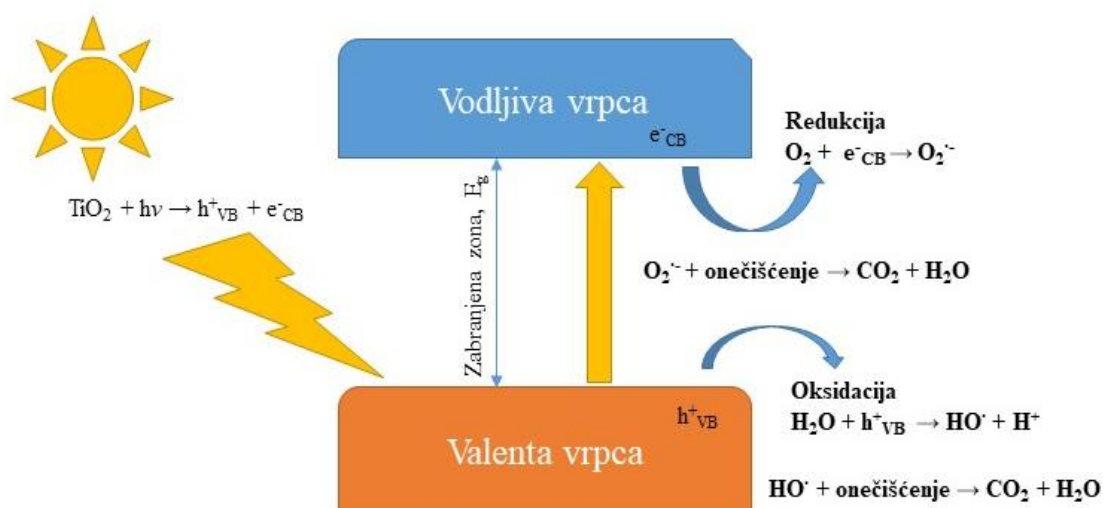 Vodljiva vrpca
e⁻CB
Redukcija
O₂ + e⁻CB → O₂˙⁻
TiO₂ + hν → h⁺VB + e⁻CB
Zabranjena zona, Eg
O₂˙⁻ + onečišćenje → CO₂ + H₂O
Oksidacija
H₂O + h⁺VB → HO˙ + H⁺
h⁺VB
Valenta vrpca
HO˙ + onečišćenje → CO₂ + H₂O